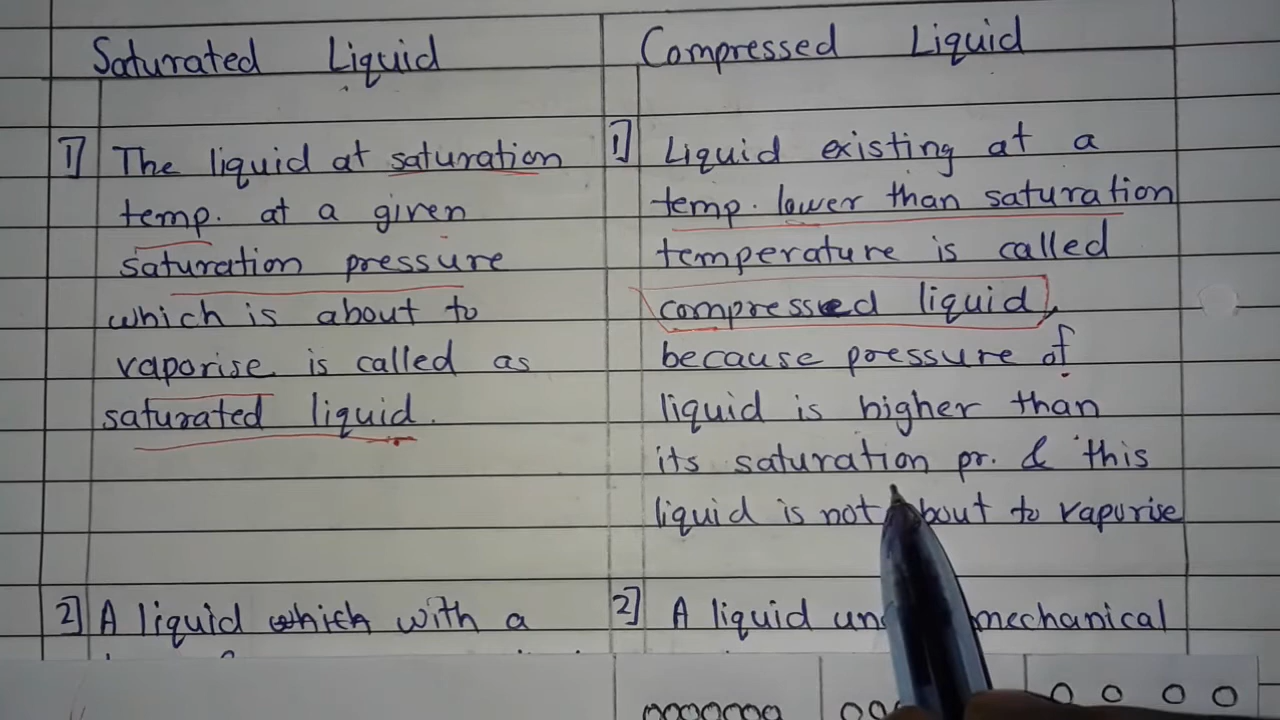 Saturated Liquid
1] The liquid at saturation
temp. at a given
saturation pressure
which is about to
vaporise is called as
saturated liquid.
2] A liquid which with a
Compressed Liquid
1] Liquid existing at a
temp. lower than saturation
temperature is called
compressed liquid,
because pressure of
liquid is higher than
its saturation pr. & this
liquid is not about to vaporise
2] A liquid mechanical